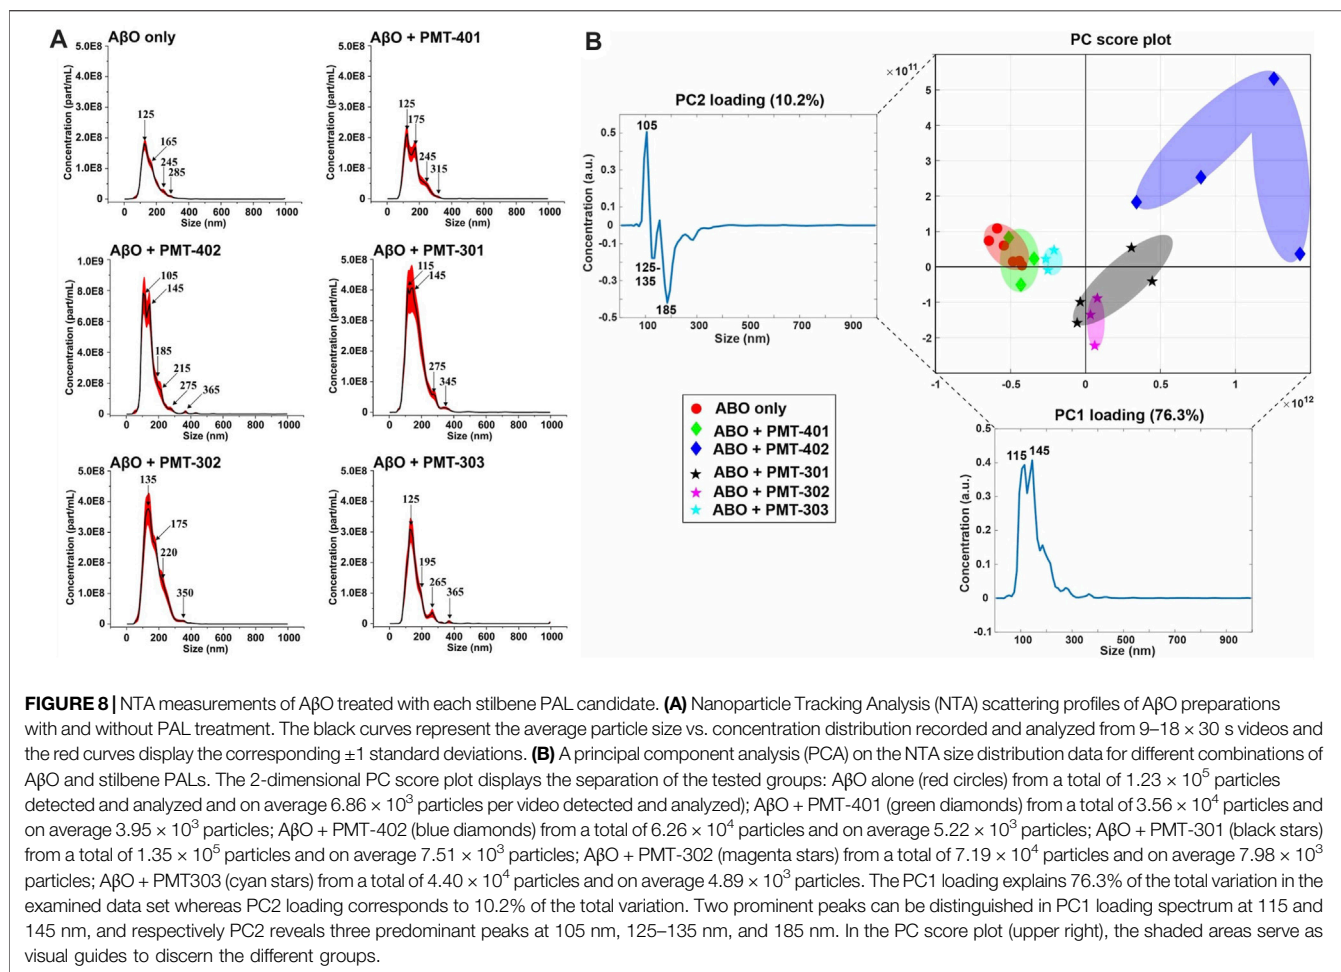 A
AβO only
5.0E8
4.0E8
3.0E8
2.0E8
1.0E8
0
Concentration (part/mL)
125
165
245
285
0 200 400 600 800 1000
Size (nm)
AβO + PMT-401
5.0E8
4.0E8
3.0E8
2.0E8
1.0E8
0
Concentration (part/mL)
125
175
245
315
0 200 400 600 800 1000
Size (nm)
AβO + PMT-402
1.0E9
8.0E8
6.0E8
4.0E8
2.0E8
0
Concentration (part/mL)
105
145
185
215
275
365
0 200 400 600 800 1000
Size (nm)
AβO + PMT-301
5.0E8
4.0E8
3.0E8
2.0E8
1.0E8
0
Concentration (part/mL)
115
145
275
345
0 200 400 600 800 1000
Size (nm)
AβO + PMT-302
5.0E8
4.0E8
3.0E8
2.0E8
1.0E8
0
Concentration (part/mL)
135
175
220
350
0 200 400 600 800 1000
Size (nm)
AβO + PMT-303
5.0E8
4.0E8
3.0E8
2.0E8
1.0E8
0
Concentration (part/mL)
125
195
265
365
0 200 400 600 800 1000
Size (nm)
B
PC2 loading (10.2%)
0.5
0.3
0.1
0
-0.1
-0.3
-0.5
Concentration (a.u.)
105
125-
135
185
100 300 500 700 900
Size (nm)
PC score plot
×10¹¹
5
4
3
2
1
0
-1
-2
-1 -0.5 0 0.5 1
×10¹²
ABO only
ABO + PMT-401
ABO + PMT-402
ABO + PMT-301
ABO + PMT-302
ABO + PMT-303
PC1 loading (76.3%)
0.5
0.4
0.3
0.2
0.1
0
-0.1
Concentration (a.u.)
115 145
100 300 500 700 900
Size (nm)
FIGURE 8 | NTA measurements of AβO treated with each stilbene PAL candidate. (A) Nanoparticle Tracking Analysis (NTA) scattering profiles of AβO preparations
with and without PAL treatment. The black curves represent the average particle size vs. concentration distribution recorded and analyzed from 9–18 × 30 s videos and
the red curves display the corresponding ±1 standard deviations. (B) A principal component analysis (PCA) on the NTA size distribution data for different combinations of
AβO and stilbene PALs. The 2-dimensional PC score plot displays the separation of the tested groups: AβO alone (red circles) from a total of 1.23 × 10⁵ particles
detected and analyzed and on average 6.86 × 10³ particles per video detected and analyzed); AβO + PMT-401 (green diamonds) from a total of 3.56 × 10⁴ particles and
on average 3.95 × 10³ particles; AβO + PMT-402 (blue diamonds) from a total of 6.26 × 10⁴ particles and on average 5.22 × 10³ particles; AβO + PMT-301 (black stars)
from a total of 1.35 × 10⁵ particles and on average 7.51 × 10³ particles; AβO + PMT-302 (magenta stars) from a total of 7.19 × 10⁴ particles and on average 7.98 × 10³
particles; AβO + PMT303 (cyan stars) from a total of 4.40 × 10⁴ particles and on average 4.89 × 10³ particles. The PC1 loading explains 76.3% of the total variation in the
examined data set whereas PC2 loading corresponds to 10.2% of the total variation. Two prominent peaks can be distinguished in PC1 loading spectrum at 115 and
145 nm, and respectively PC2 reveals three predominant peaks at 105 nm, 125–135 nm, and 185 nm. In the PC score plot (upper right), the shaded areas serve as
visual guides to discern the different groups.